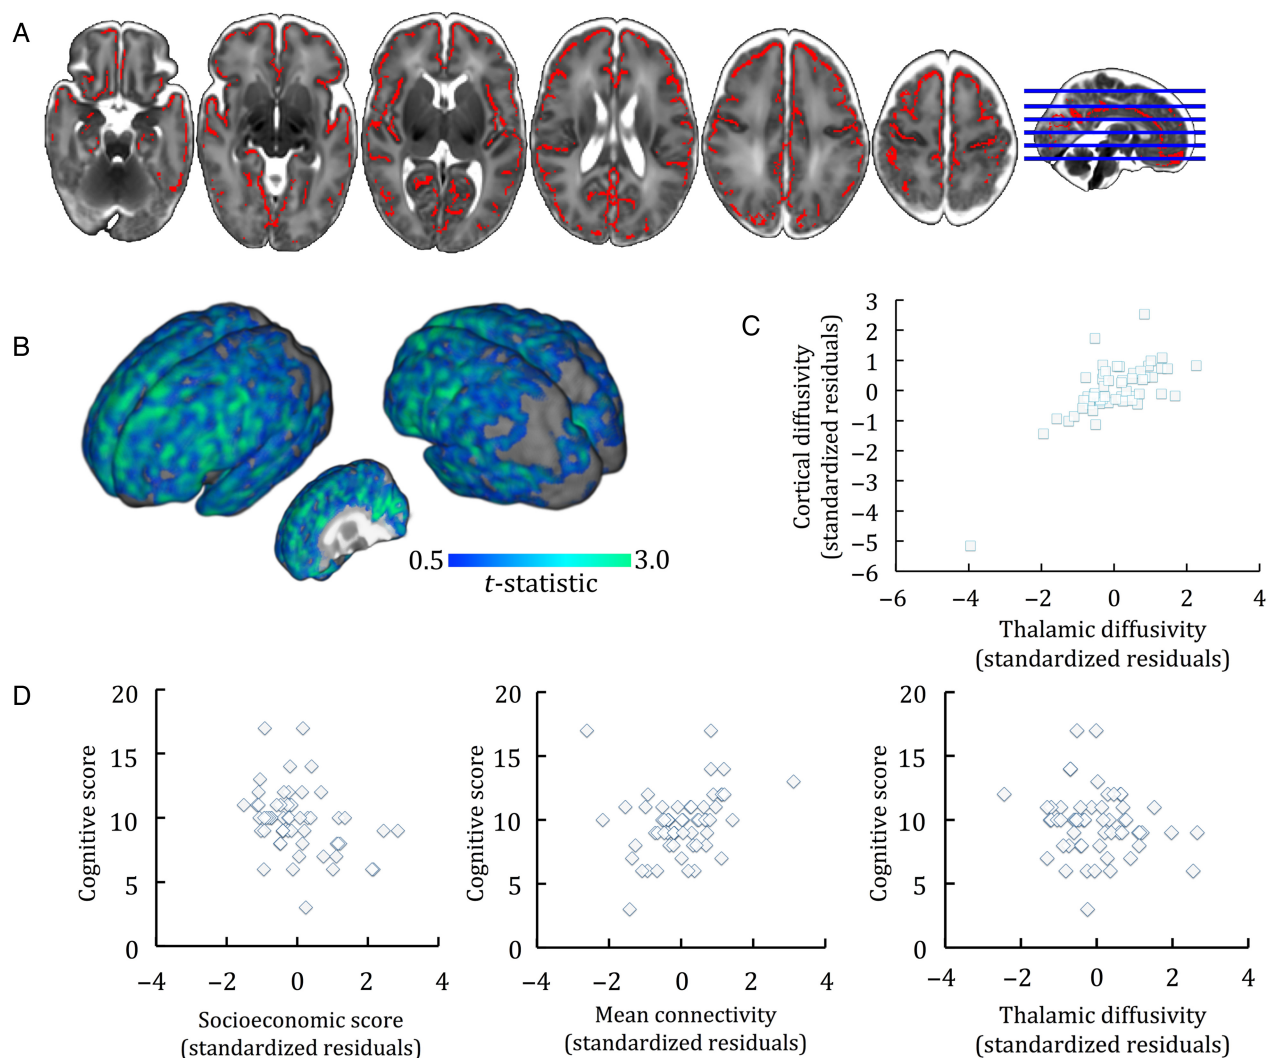 A
B
0.5
3.0
t-statistic
C
3
2
1
0
−1
−2
−3
−4
−5
−6
−6
−4
−2
0
2
4
Cortical diffusivity
(standardized residuals)
Thalamic diffusivity
(standardized residuals)
D
20
15
10
5
0
−4
−2
0
2
4
Cognitive score
Socioeconomic score
(standardized residuals)
20
15
10
5
0
−4
−2
0
2
4
Cognitive score
Mean connectivity
(standardized residuals)
20
15
10
5
0
−4
−2
0
2
4
Cognitive score
Thalamic diffusivity
(standardized residuals)